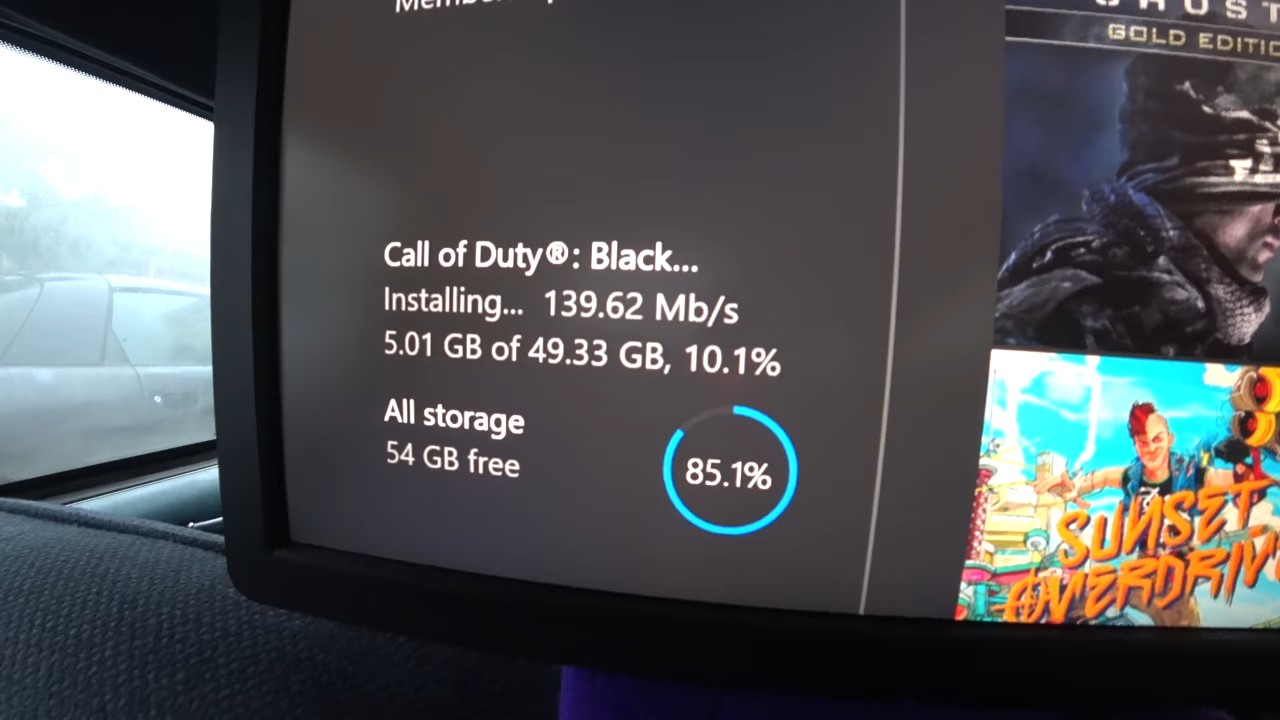 Call of Duty®: Black...
Installing... 139.62 Mb/s
5.01 GB of 49.33 GB, 10.1%
All storage
54 GB free
85.1%
GOLD EDITIO
SUNSET
OVERDRIV